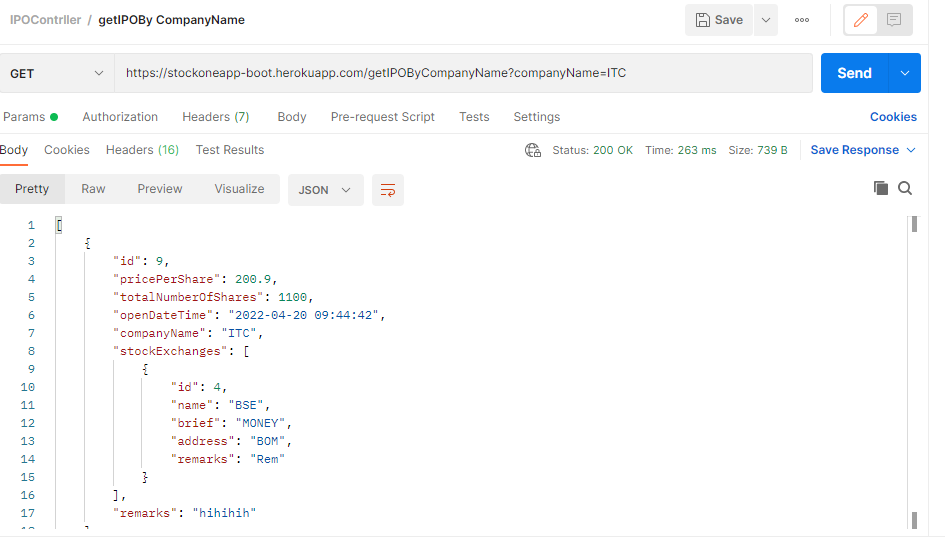 IPOContrller / getIPOBy CompanyName
Save
GET https://stockoneapp-boot.herokuapp.com/getIPOByCompanyName?companyName=ITC Send
Params Authorization Headers (7) Body Pre-request Script Tests Settings Cookies
Body Cookies Headers (16) Test Results Status: 200 OK Time: 263 ms Size: 739 B Save Response
Pretty Raw Preview Visualize JSON
1 [
2 {
3 "id": 9,
4 "pricePerShare": 200.9,
5 "totalNumberOfShares": 1100,
6 "openDateTime": "2022-04-20 09:44:42",
7 "companyName": "ITC",
8 "stockExchanges": [
9 {
10 "id": 4,
11 "name": "BSE",
12 "brief": "MONEY",
13 "address": "BOM",
14 "remarks": "Rem"
15 }
16 ],
17 "remarks": "hihihih"